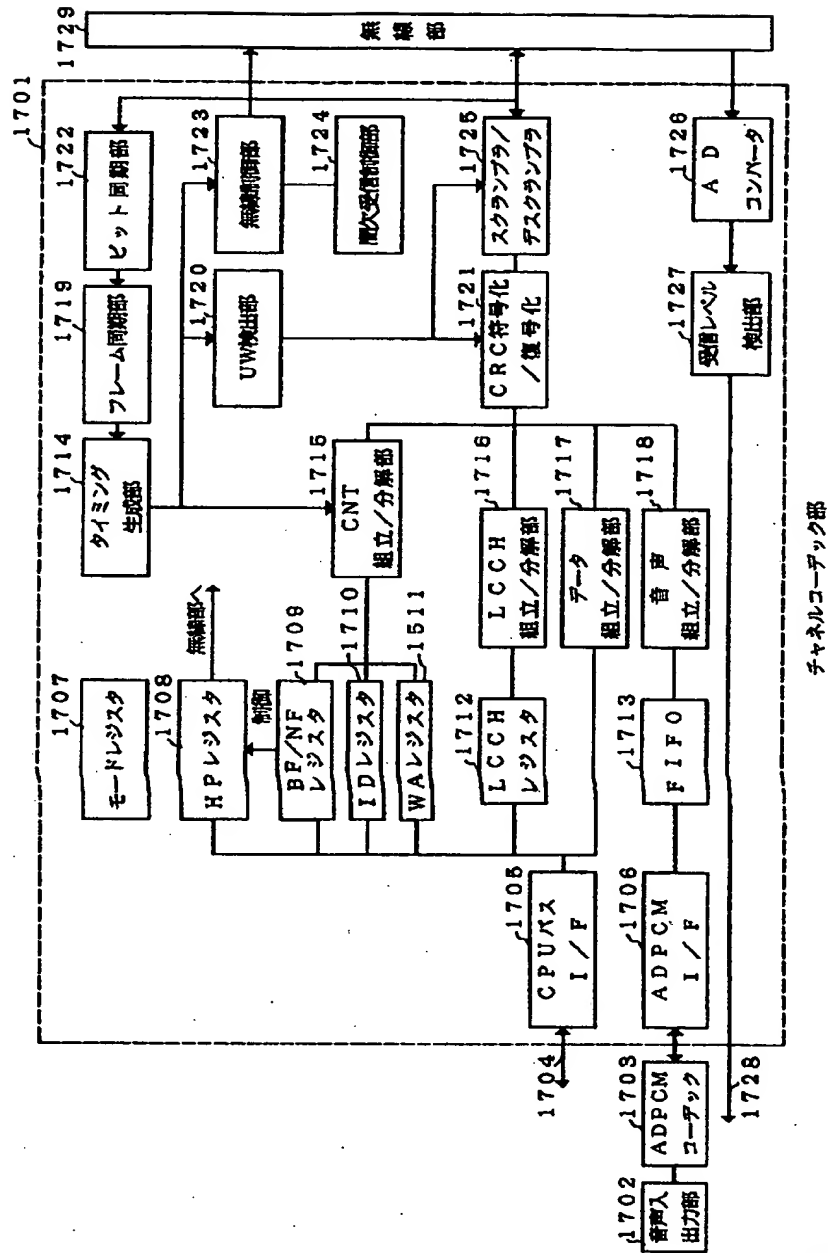 1729
無線部
1701
1722
ビット同期部
1719
フレーム同期部
1714
タイミング
生成部
1723
無線制御部
1724
間欠受信制御部
1720
UW検出部
1725
スクランブラ/
デスクランブラ
1721
CRC符号化
/復号化
1726
AD
コンバータ
1727
受信レベル
検出部
1715
CNT
組立/分解部
1716
LCCH
組立/分解部
1717
データ
組立/分解部
1718
音声
組立/分解部
1707
モードレジスタ
1708
HPレジスタ
無線部へ
制御
1709
BF/NF
レジスタ
1710
IDレジスタ
1511
WAレジスタ
1712
LCCH
レジスタ
1713
FIFO
1705
CPUバス
I/F
1706
ADPCM
I/F
1704
1703
ADPCM
コーデック
1702
音声入
出力部
1728
チャネルコーデック部